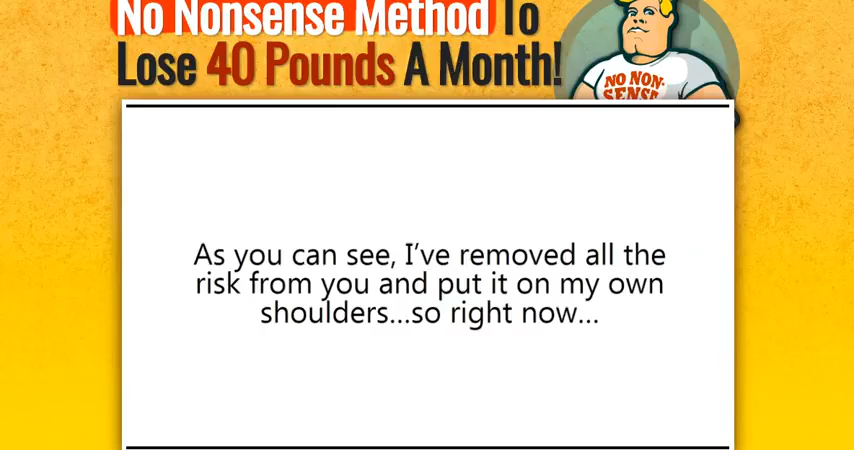 No Nonsense Method To
Lose 40 Pounds A Month!
NO NON-
SENSE
As you can see, I've removed all the
risk from you and put it on my own
shoulders...so right now...